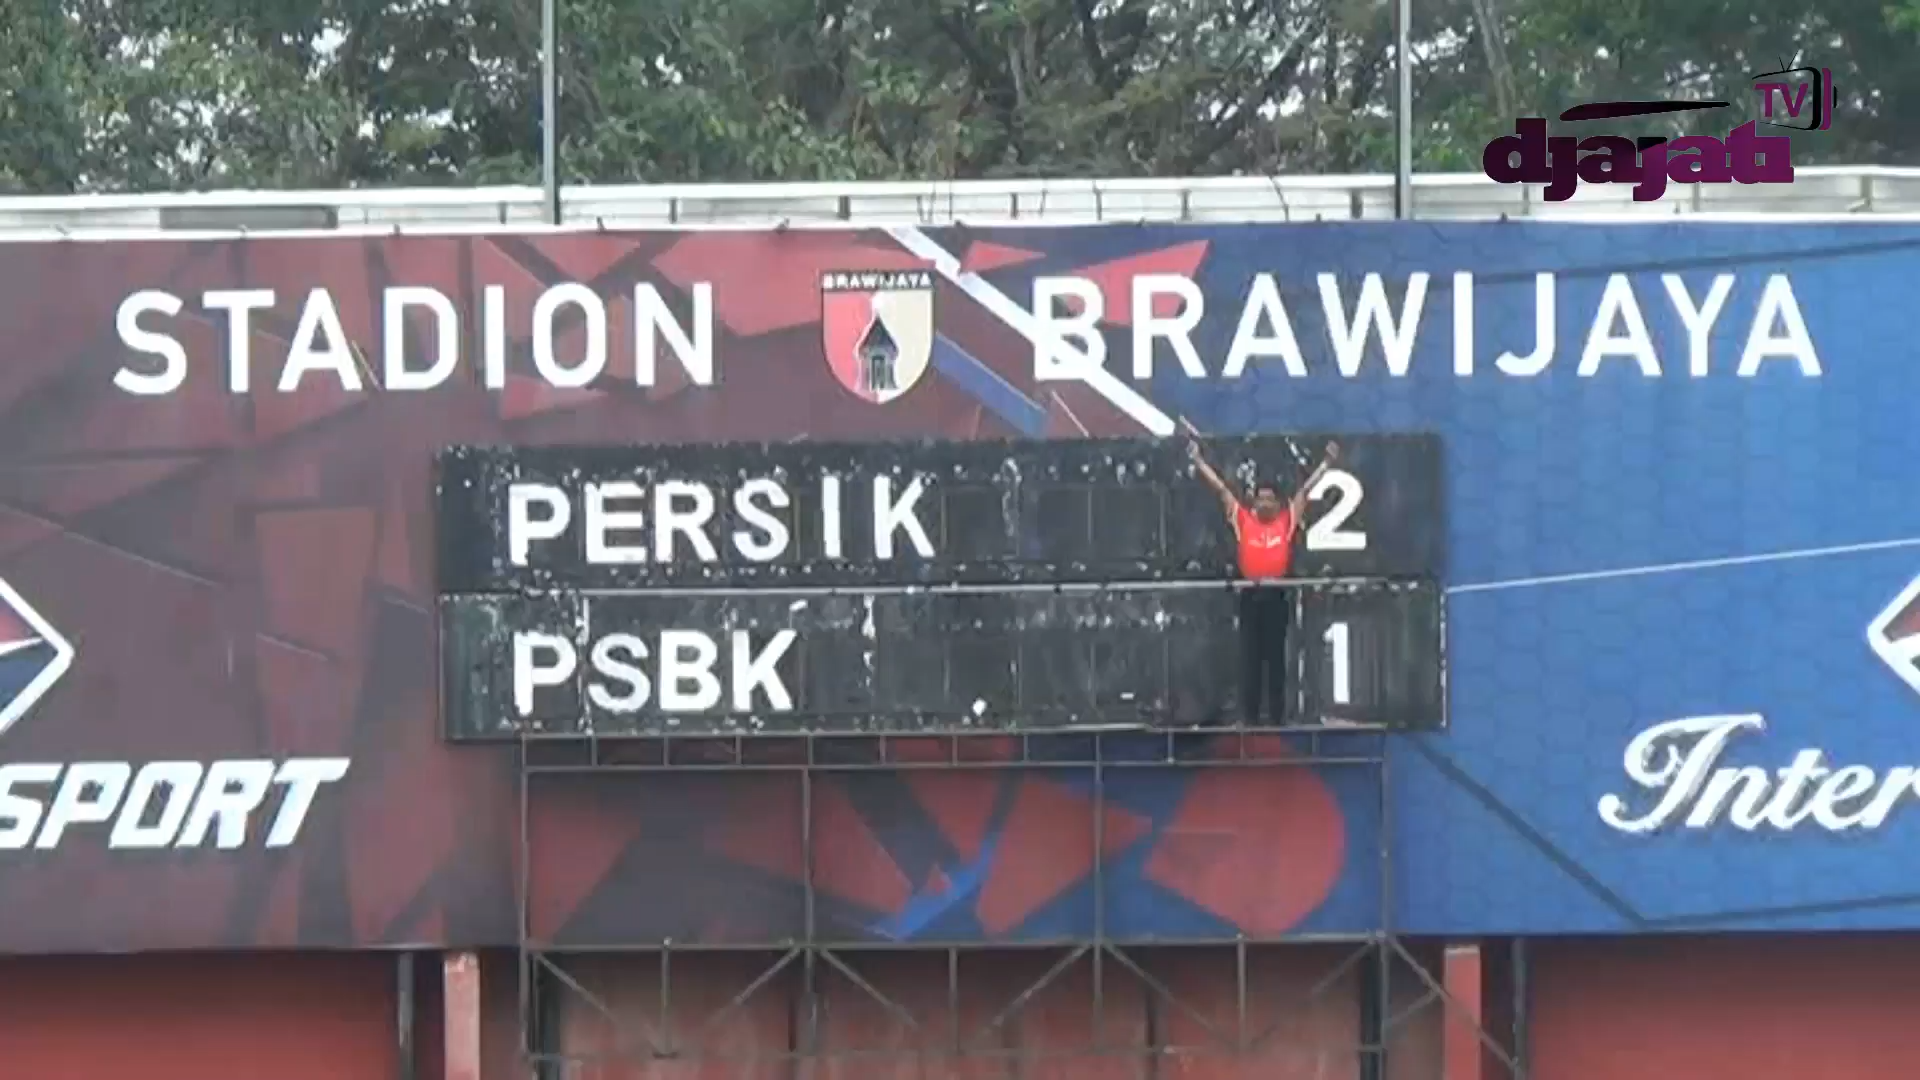 TV
djajati
STADION BRAWIJAYA
BRAWIJAYA
PERSIK 2
PSBK 1
SPORT
Inter